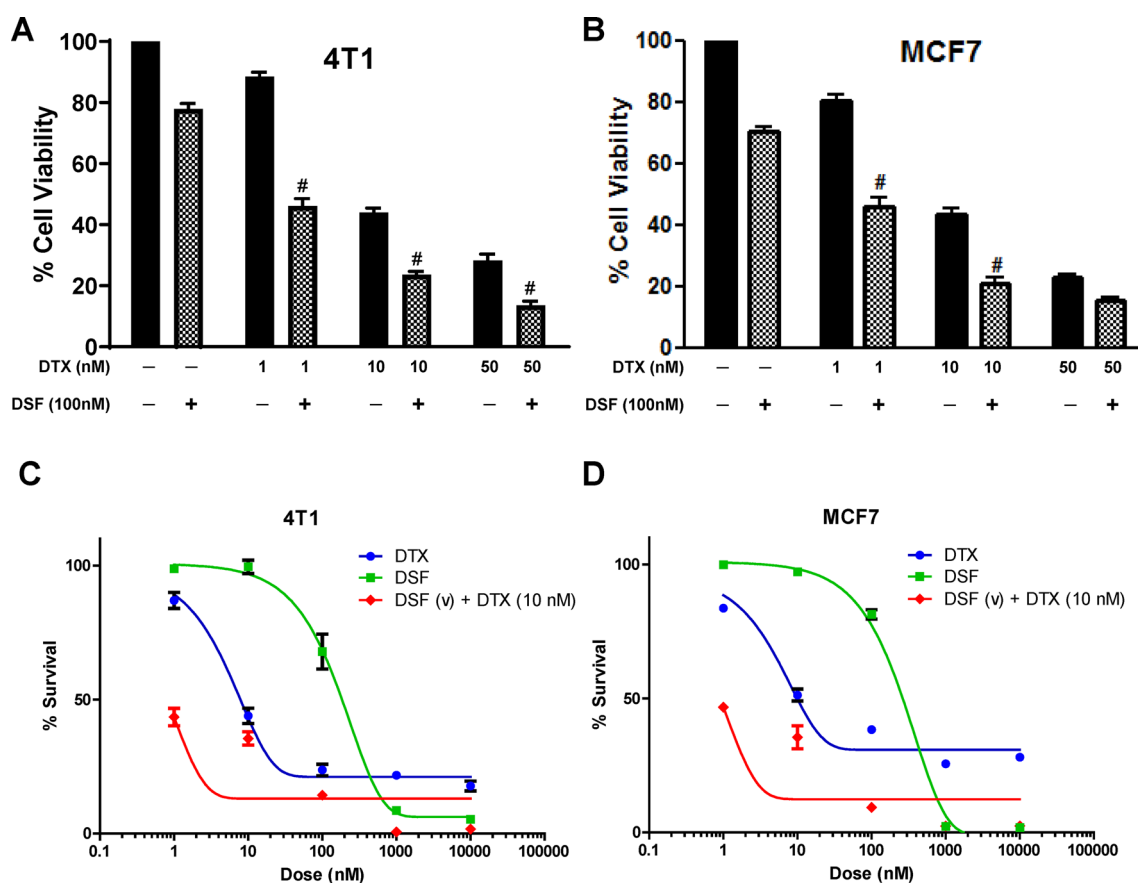 A
4T1
% Cell Viability
100
80
60
40
20
0
#
#
#
DTX (nM) — — 1 1 10 10 50 50
DSF (100nM) — + — + — + — +
B
MCF7
% Cell Viability
100
80
60
40
20
0
#
#
DTX (nM) — — 1 1 10 10 50 50
DSF (100nM) — + — + — + — +
C
4T1
DTX
DSF
DSF (v) + DTX (10 nM)
% Survival
100
50
0
0.1 1 10 100 1000 10000 100000
Dose (nM)
D
MCF7
DTX
DSF
DSF (v) + DTX (10 nM)
% Survival
100
50
0
0.1 1 10 100 1000 10000 100000
Dose (nM)